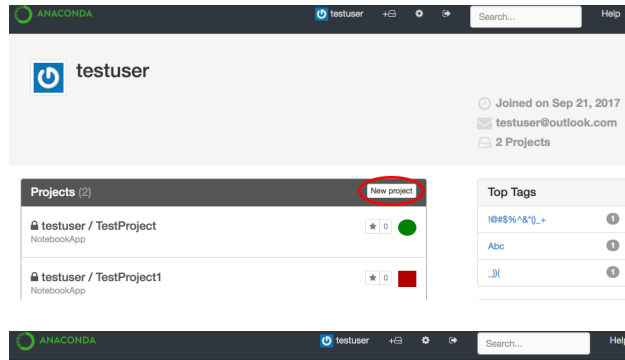 ANACONDA testuser Search... Help
testuser
Joined on Sep 21, 2017
testuser@outlook.com
2 Projects
Projects (2) New project
testuser / TestProject 0
NotebookApp
testuser / TestProject1 0
NotebookApp
Top Tags
!@#$%^&*()_+ 1
Abc 1
_)){ 1
ANACONDA testuser Search... Help